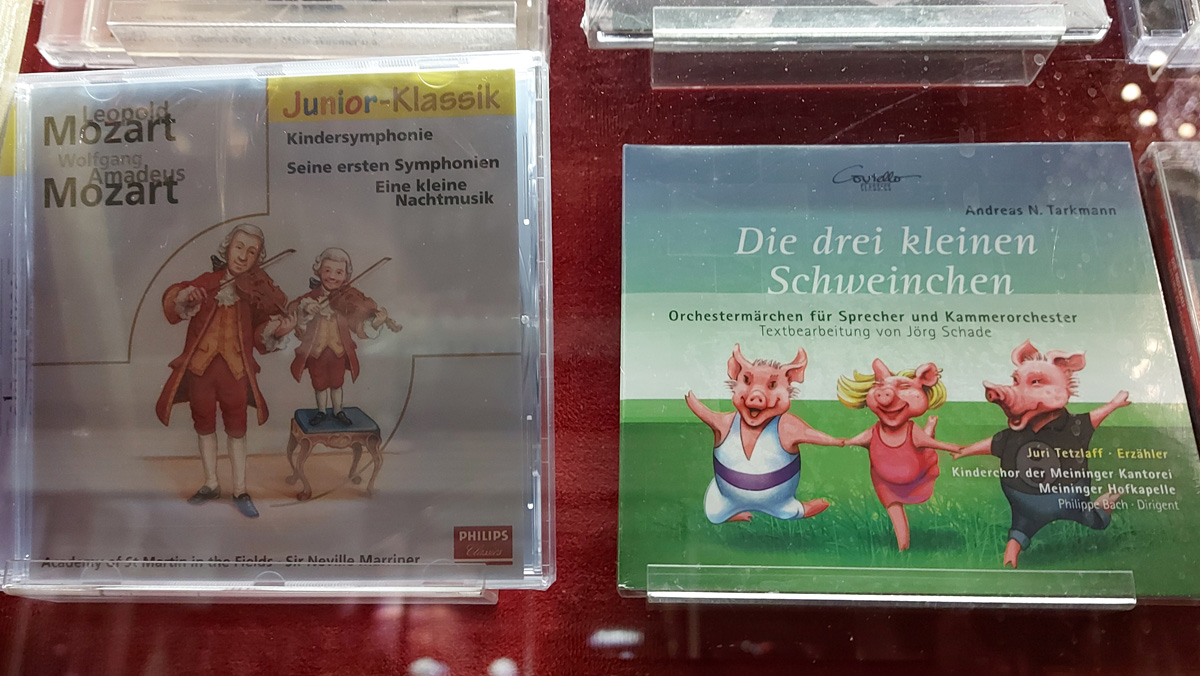 Leopold
Mozart
Wolfgang
Amadeus
Mozart
Junior-Klassik
Kindersymphonie
Seine ersten Symphonien
Eine kleine
Nachtmusik
PHILIPS
Classics
Academy of St Martin in the Fields Sir Neville Marriner
Coviello
Andreas N. Tarkmann
Die drei kleinen
Schweinchen
Orchestermärchen für Sprecher und Kammerorchester
Textbearbeitung von Jörg Schade
Juri Tetzlaff · Erzähler
Kinderchor der Meininger Kantorei
Meininger Hofkapelle
Philippe Bach · Dirigent